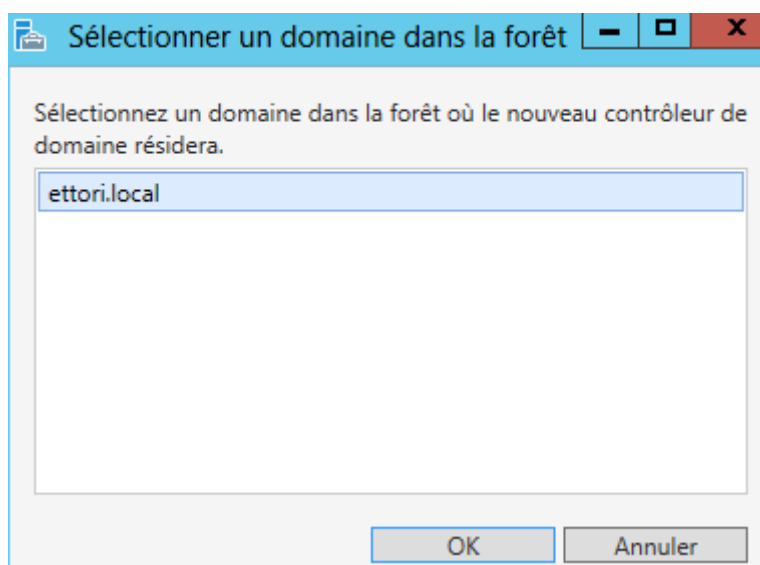 Sélectionner un domaine dans la forêt
Sélectionnez un domaine dans la forêt où le nouveau contrôleur de
domaine résidera.
ettori.local
OK
Annuler